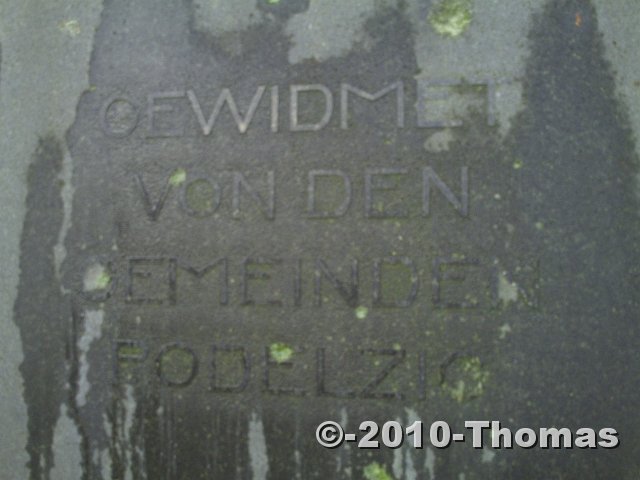 GEWIDMET
VON DEN
GEMEINDEN
PODELZIG
©-2010-Thomas